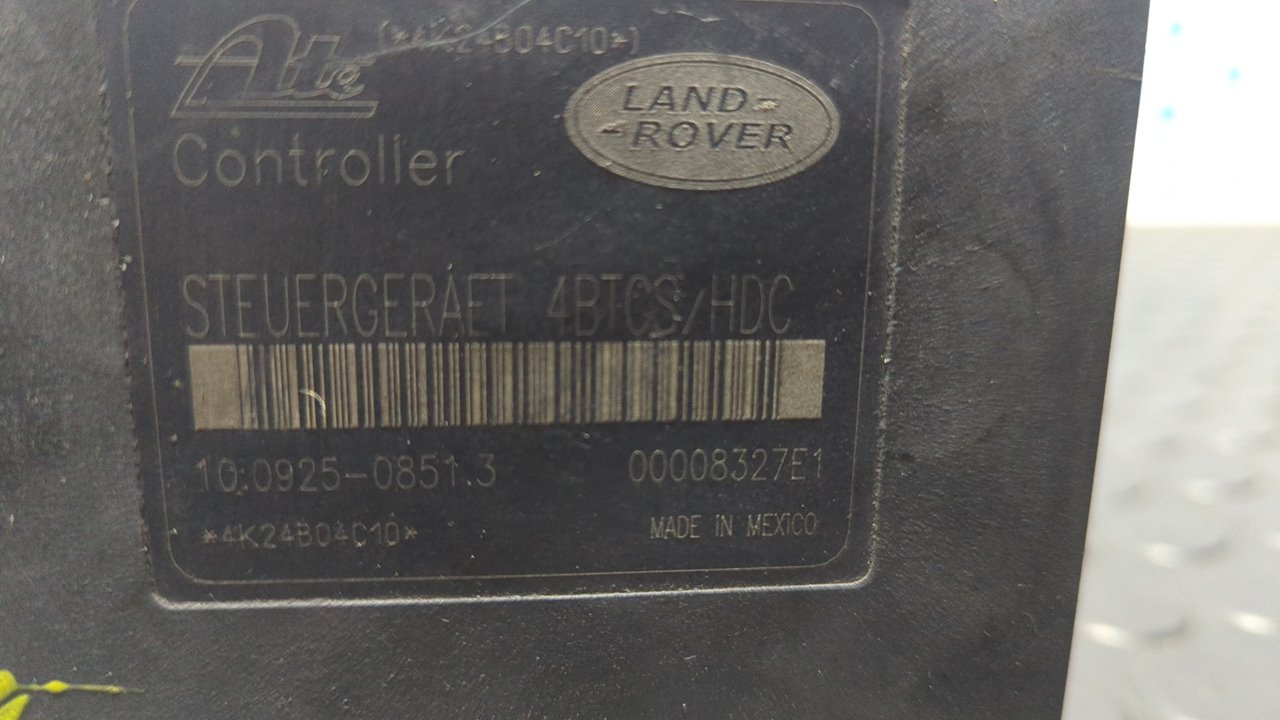 Ate (*4K24B04C10*)
LAND-
-ROVER
Controller
STEUERGERAET 4BTCS/HDC
10.0925-0851.3 00008327E1
*4K24B04C10* MADE IN MEXICO